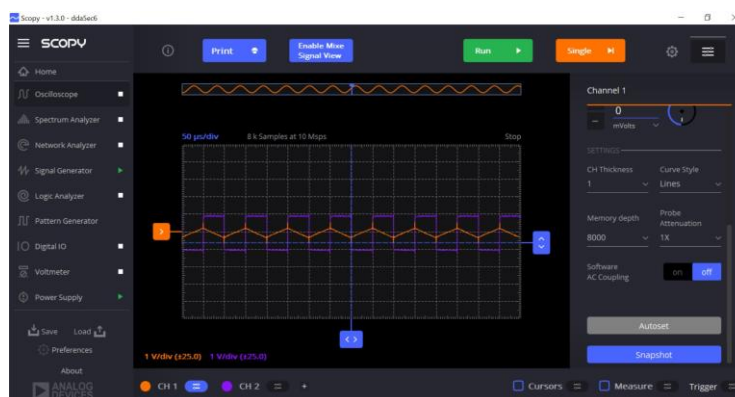 Scopy - v1.3.0 - dda5ec6
SCOPY
Print
Enable Mixe
Signal View
Run
Single
Home
Oscilloscope
Spectrum Analyzer
Network Analyzer
Signal Generator
Logic Analyzer
Pattern Generator
Digital IO
Voltmeter
Power Supply
Save Load
Preferences
About
ANALOG
DEVICES
50 µs/div 8 k Samples at 10 Msps Stop
1 V/div (±25.0) 1 V/div (±25.0)
CH 1 CH 2 + Cursors Measure Trigger
Channel 1
0
mVolts
SETTINGS
CH Thickness Curve Style
1 Lines
Memory depth Probe
Attenuation
8000 1X
Software
AC Coupling on off
Autoset
Snapshot